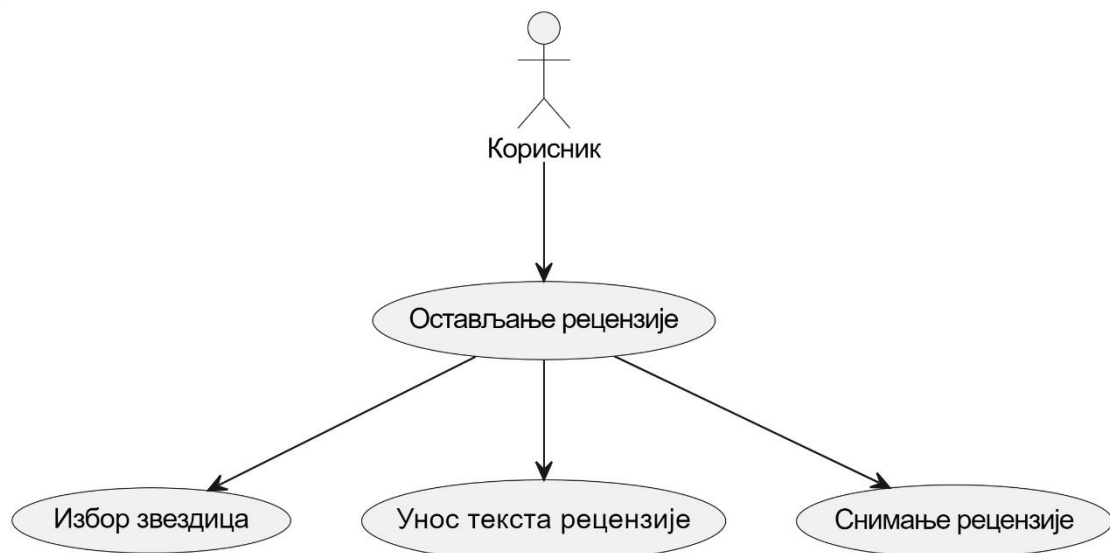 Корисник
Остављање рецензије
Избор звездица
Унос текста рецензије
Снимање рецензије